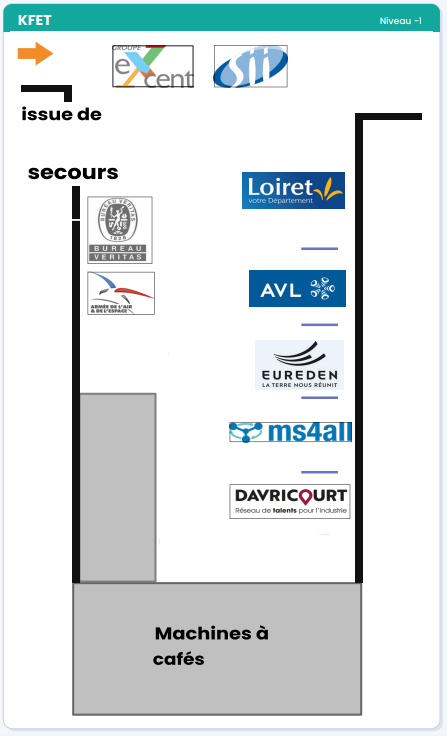 KFET
Niveau -1
GROUPE
eXcent
SII
issue de
secours
Loiret
votre Département
BUREAU VERITAS
1828
BUREAU
VERITAS
AVL
ARMÉE DE L'AIR
& DE L'ESPACE
EUREDEN
LA TERRE NOUS RÉUNIT
ms4all
DAVRICOURT
Réseau de talents pour l'industrie
Machines à
cafés